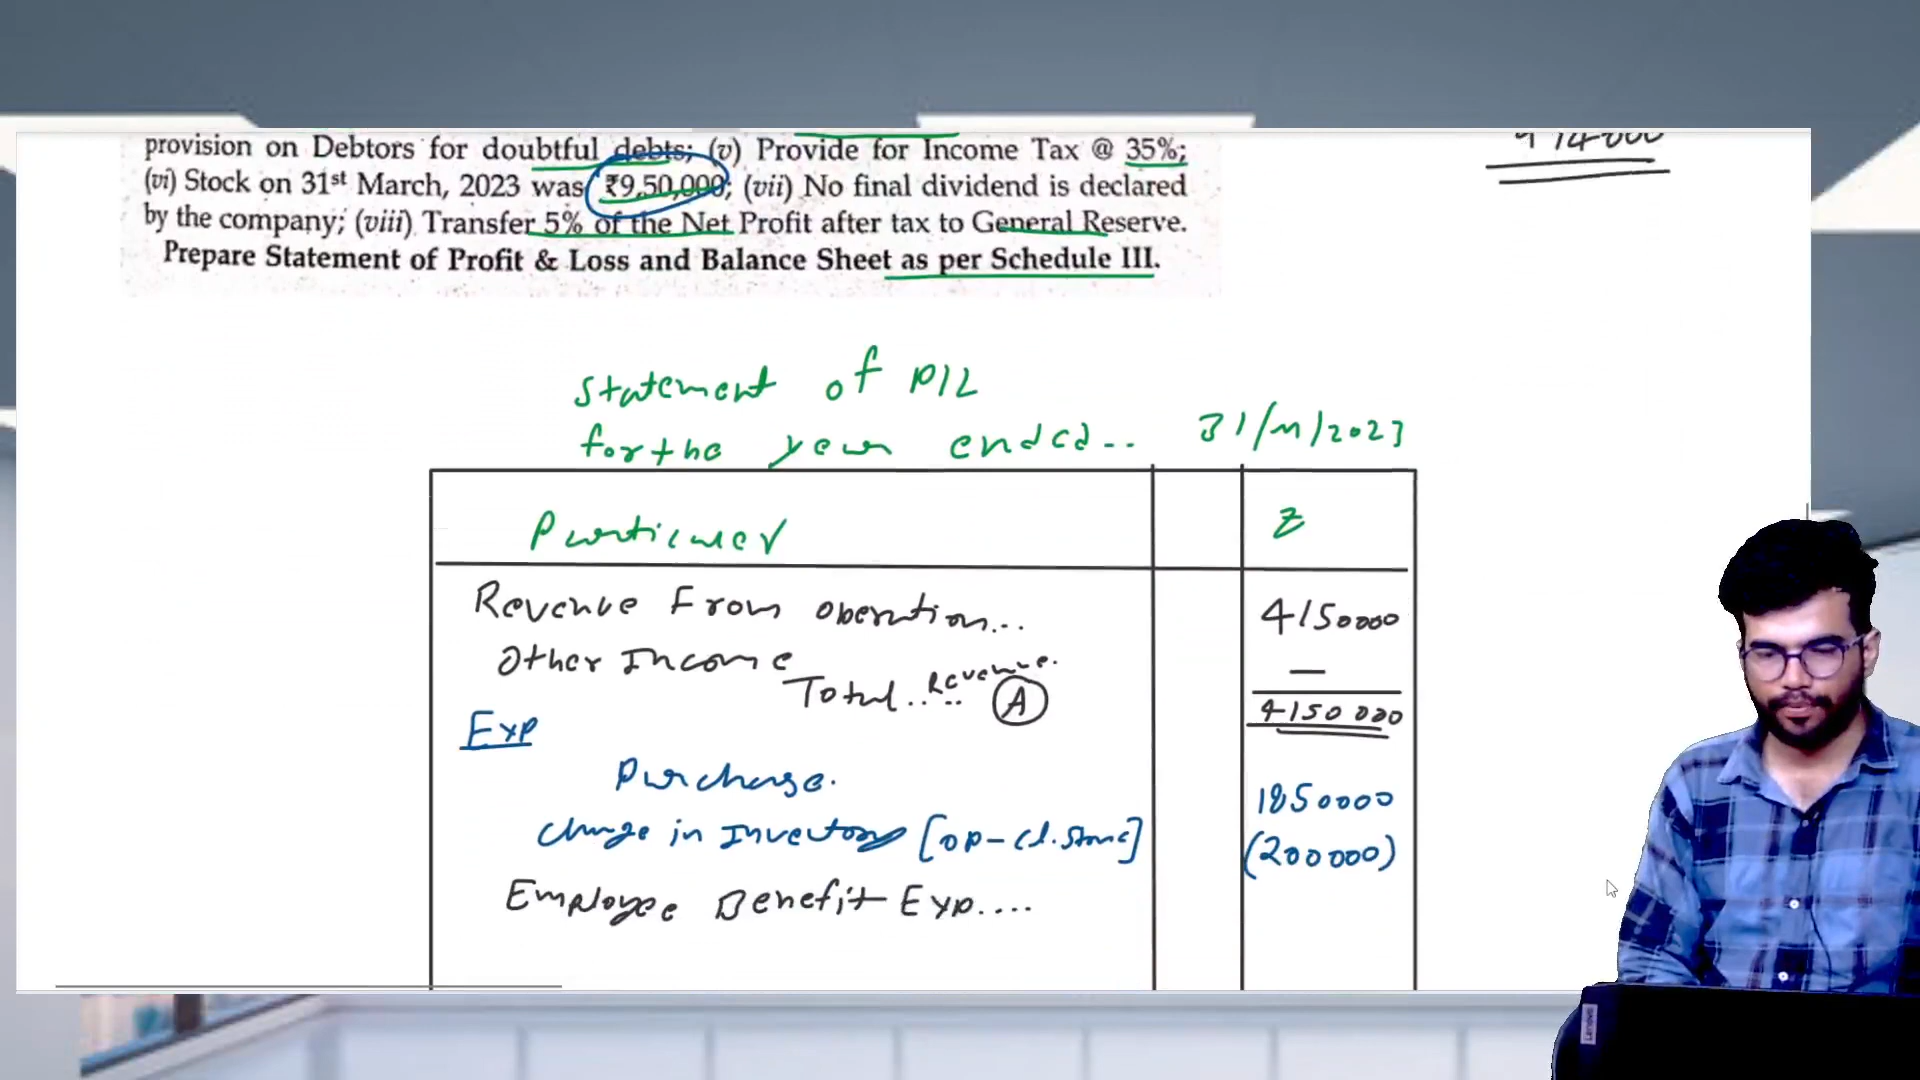 974000
provision on Debtors for doubtful debts; (v) Provide for Income Tax @ 35%;
(vi) Stock on 31st March, 2023 was ₹9,50,000; (vii) No final dividend is declared
by the company; (viii) Transfer 5% of the Net Profit after tax to General Reserve.
Prepare Statement of Profit & Loss and Balance Sheet as per Schedule III.
Statement of P/L
for the year ended.. 31/m/2023
Particular ₹
Revenue From operation... 4150000
Other Income —
Total.. Revenue. A 4150 000
Exp
Purchase. 1850000
Change in Inventory [op-cl.stock] (200000)
Employee Benefit Exp....
Lenovo